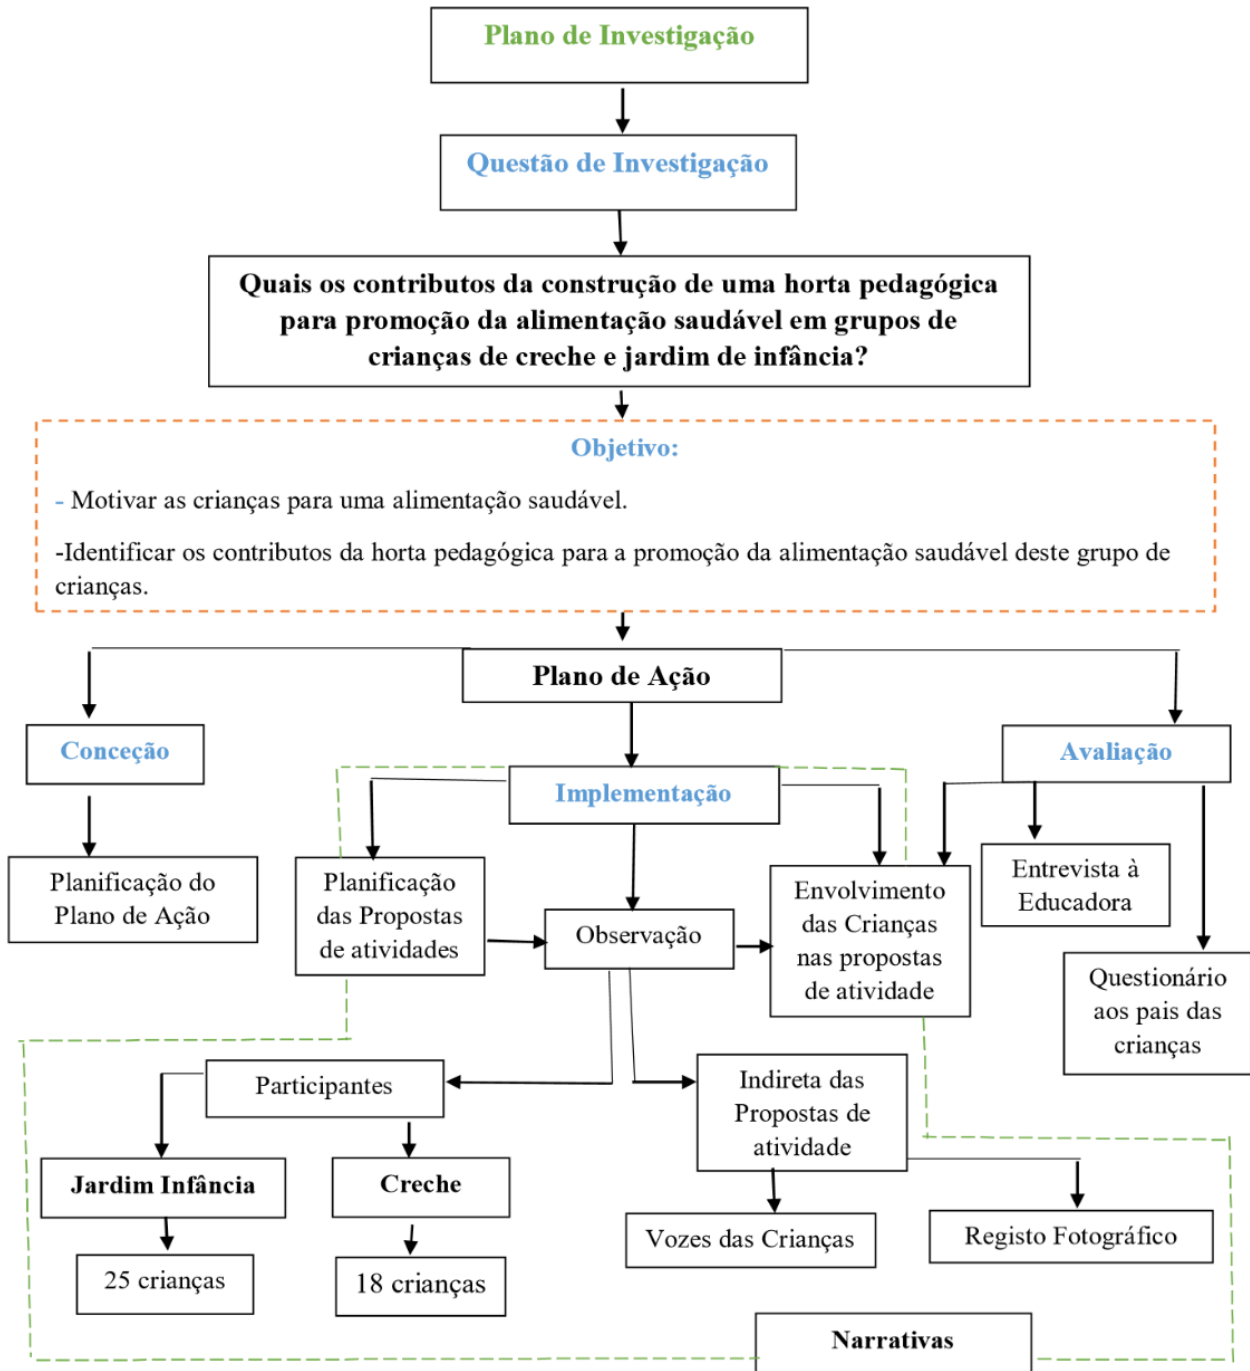 Plano de Investigação
Questão de Investigação
Quais os contributos da construção de uma horta pedagógica
para promoção da alimentação saudável em grupos de
crianças de creche e jardim de infância?
Objetivo:
- Motivar as crianças para uma alimentação saudável.
-Identificar os contributos da horta pedagógica para a promoção da alimentação saudável deste grupo de
crianças.
Plano de Ação
Conceção
Avaliação
Implementação
Planificação do
Plano de Ação
Planificação
das Propostas
de atividades
Observação
Envolvimento
das Crianças
nas propostas
de atividade
Entrevista à
Educadora
Questionário
aos pais das
crianças
Participantes
Indireta das
Propostas de
atividade
Jardim Infância
Creche
Vozes das Crianças
Registo Fotográfico
25 crianças
18 crianças
Narrativas